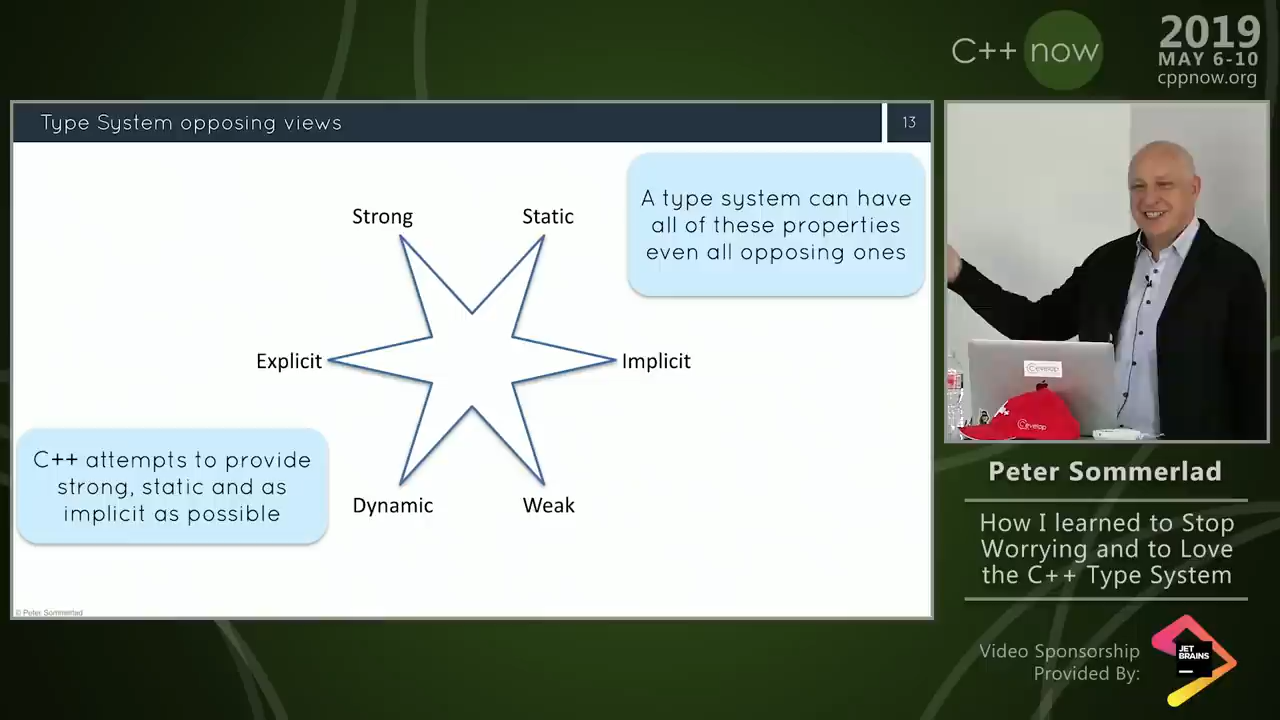 C++ now
2019
MAY 6-10
cppnow.org
Type System opposing views
13
Strong
Static
A type system can have
all of these properties
even all opposing ones
Explicit
Implicit
C++ attempts to provide
strong, static and as
implicit as possible
Dynamic
Weak
© Peter Sommerlad
Cevelop
Cevelop
Peter Sommerlad
How I learned to Stop
Worrying and to Love
the C++ Type System
Video Sponsorship
Provided By:
JET
BRAINS